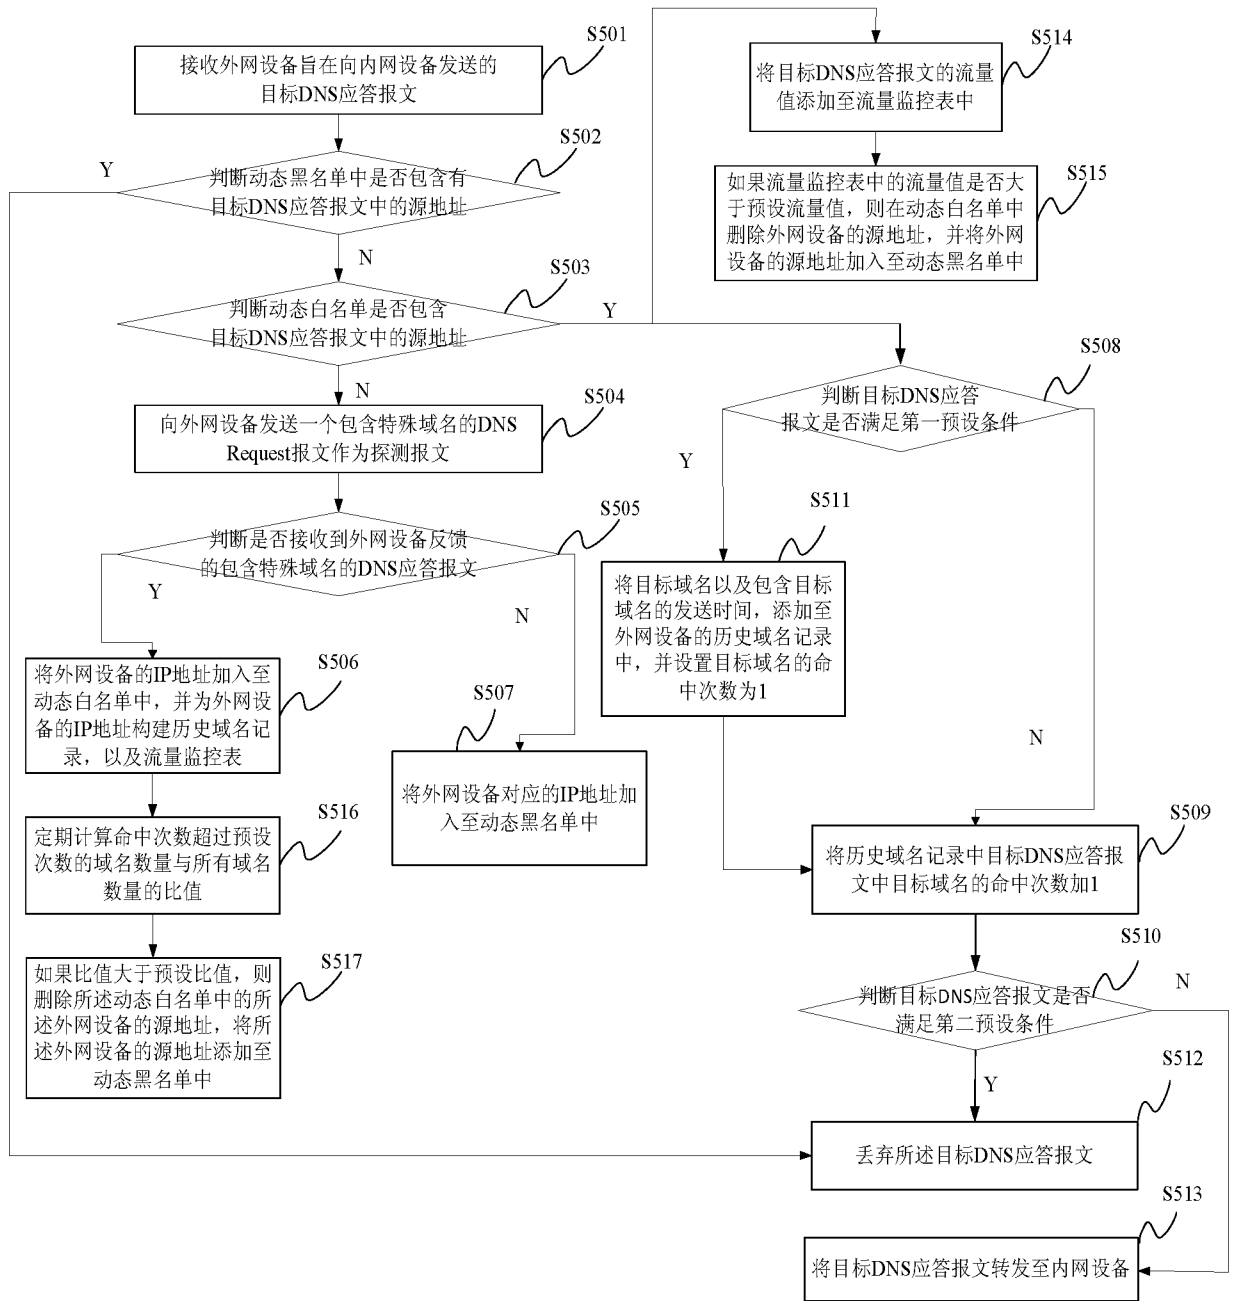 S501
接收外网设备旨在向内网设备发送的
目标DNS应答报文
S502
Y
判断动态黑名单中是否包含有
目标DNS应答报文中的源地址
N
S503
判断动态白名单是否包含
目标DNS应答报文中的源地址
Y
N
S504
向外网设备发送一个包含特殊域名的DNS
Request报文作为探测报文
S505
判断是否接收到外网设备反馈
的包含特殊域名的DNS应答报文
Y
N
S506
将外网设备的IP地址加入至
动态白名单中，并为外网设
备的IP地址构建历史域名记
录，以及流量监控表
S507
将外网设备对应的IP地址加
入至动态黑名单中
S516
定期计算命中次数超过预设
次数的域名数量与所有域名
数量的比值
S517
如果比值大于预设比值，则
删除所述动态白名单中的所
述外网设备的源地址，将所
述外网设备的源地址添加至
动态黑名单中
S514
将目标DNS应答报文的流量
值添加至流量监控表中
S515
如果流量监控表中的流量值是否大
于预设流量值，则在动态白名单中
删除外网设备的源地址，并将外网
设备的源地址加入至动态黑名单中
S508
判断目标DNS应答
报文是否满足第一预设条件
Y
N
S511
将目标域名以及包含目标
域名的发送时间，添加至
外网设备的历史域名记录
中，并设置目标域名的命
中次数为1
S509
将历史域名记录中目标DNS应答报
文中目标域名的命中次数加1
S510
判断目标DNS应答报文是否
满足第二预设条件
N
Y
S512
丢弃所述目标DNS应答报文
S513
将目标DNS应答报文转发至内网设备